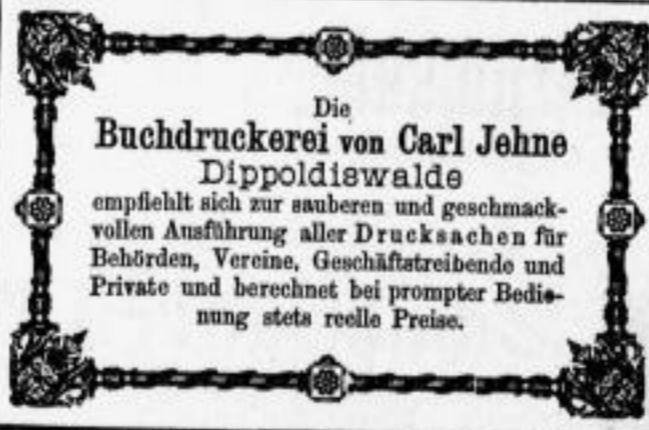 Die
Buchdruckerei von Carl Jehne
Dippoldiswalde
empfiehlt sich zur sauberen und geschmack-
vollen Ausführung aller Drucksachen für
Behörden, Vereine, Geschäftstreibende und
Private und berechnet bei prompter Bedie-
nung stets reelle Preise.